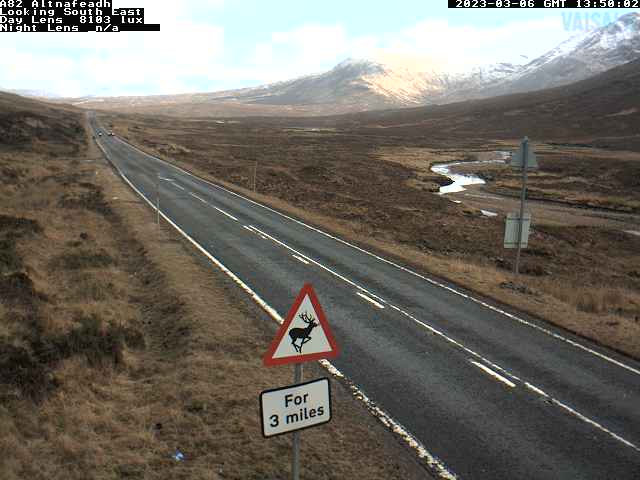 A82 Altnafeadh
2023-03-06 GMT 13:50:02
Looking South East
VAISAL
Day Lens 8103 lux
Night Lens n/a
For
3 miles